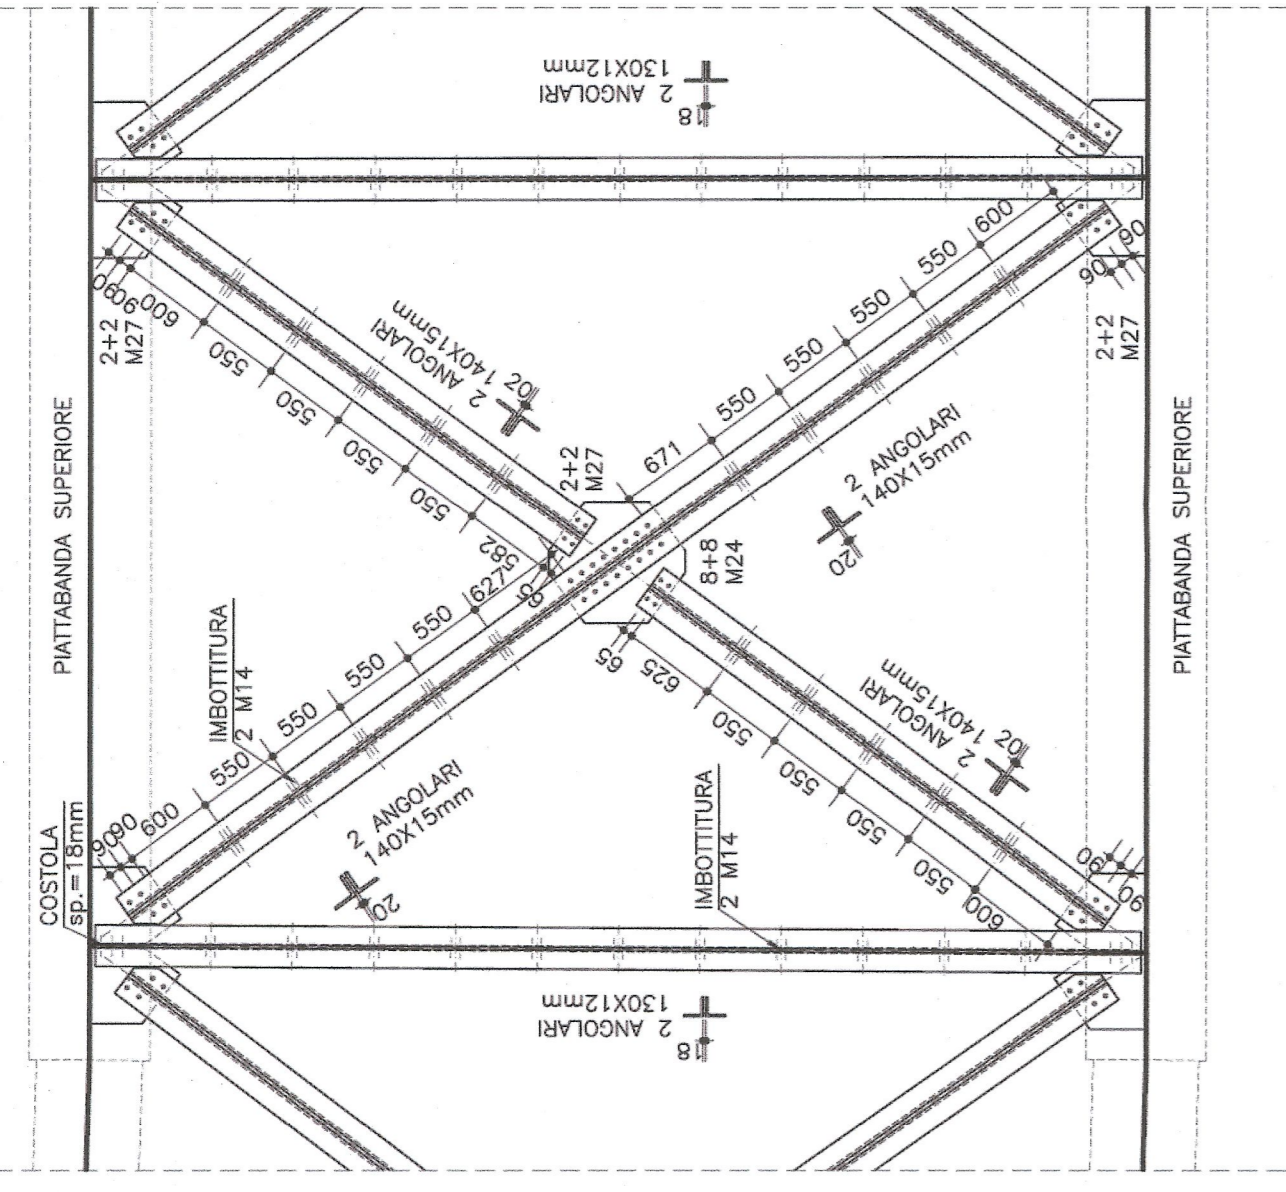 2 ANGOLARI
130X12mm
18
600
550
550
550
550
671
90
90
2+2
M27
90
90
600
550
550
550
550
582
65
2+2
M27
2 ANGOLARI
140X15mm
20
2+2
M27
PIATTABANDA SUPERIORE
PIATTABANDA SUPERIORE
2 ANGOLARI
140X15mm
20
8+8
M24
627
550
550
550
550
600
90
90
IMBOTTITURA
2 M14
COSTOLA
sp.=18mm
2 ANGOLARI
140X15mm
20
65
625
550
550
550
550
600
90
90
2 ANGOLARI
140X15mm
20
IMBOTTITURA
2 M14
2 ANGOLARI
130X12mm
18